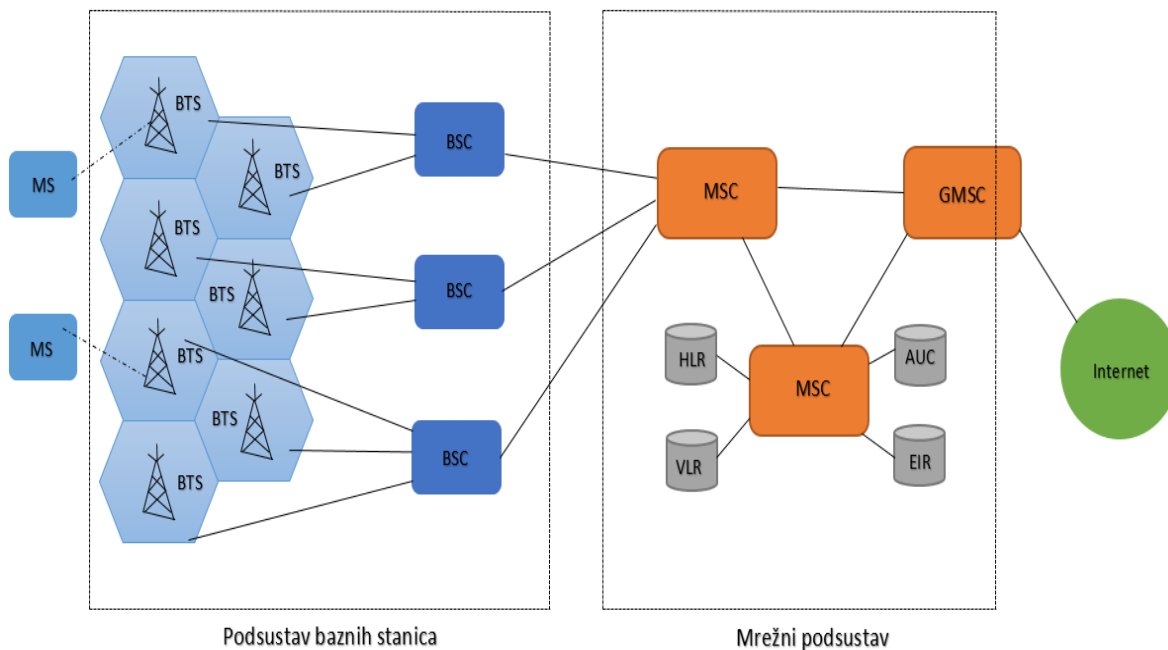 MS
MS
BTS
BTS
BTS
BTS
BTS
BTS
BTS
BSC
BSC
BSC
Podsustav baznih stanica
MSC
GMSC
HLR
AUC
MSC
VLR
EIR
Mrežni podsustav
Internet